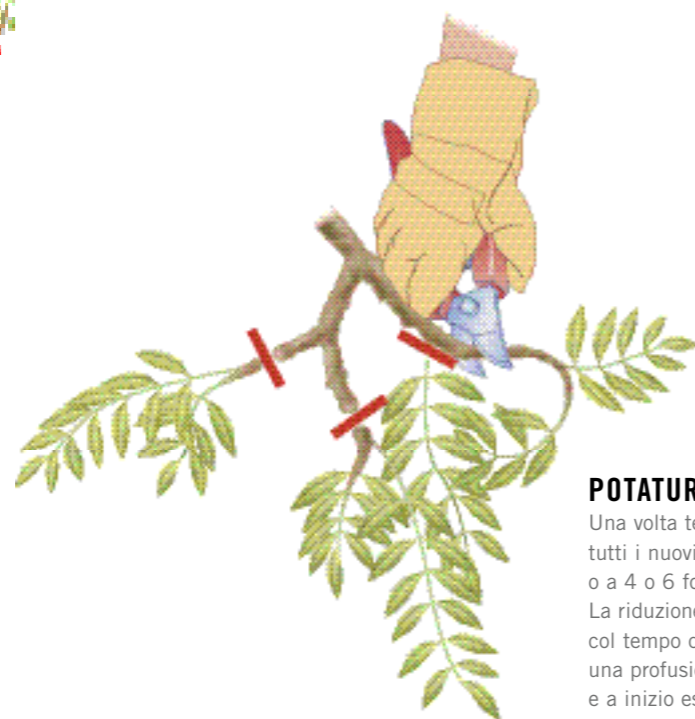 POTATUR
Una volta te
tutti i nuovi
o a 4 o 6 fo
La riduzione
col tempo c
una profusi
e a inizio es